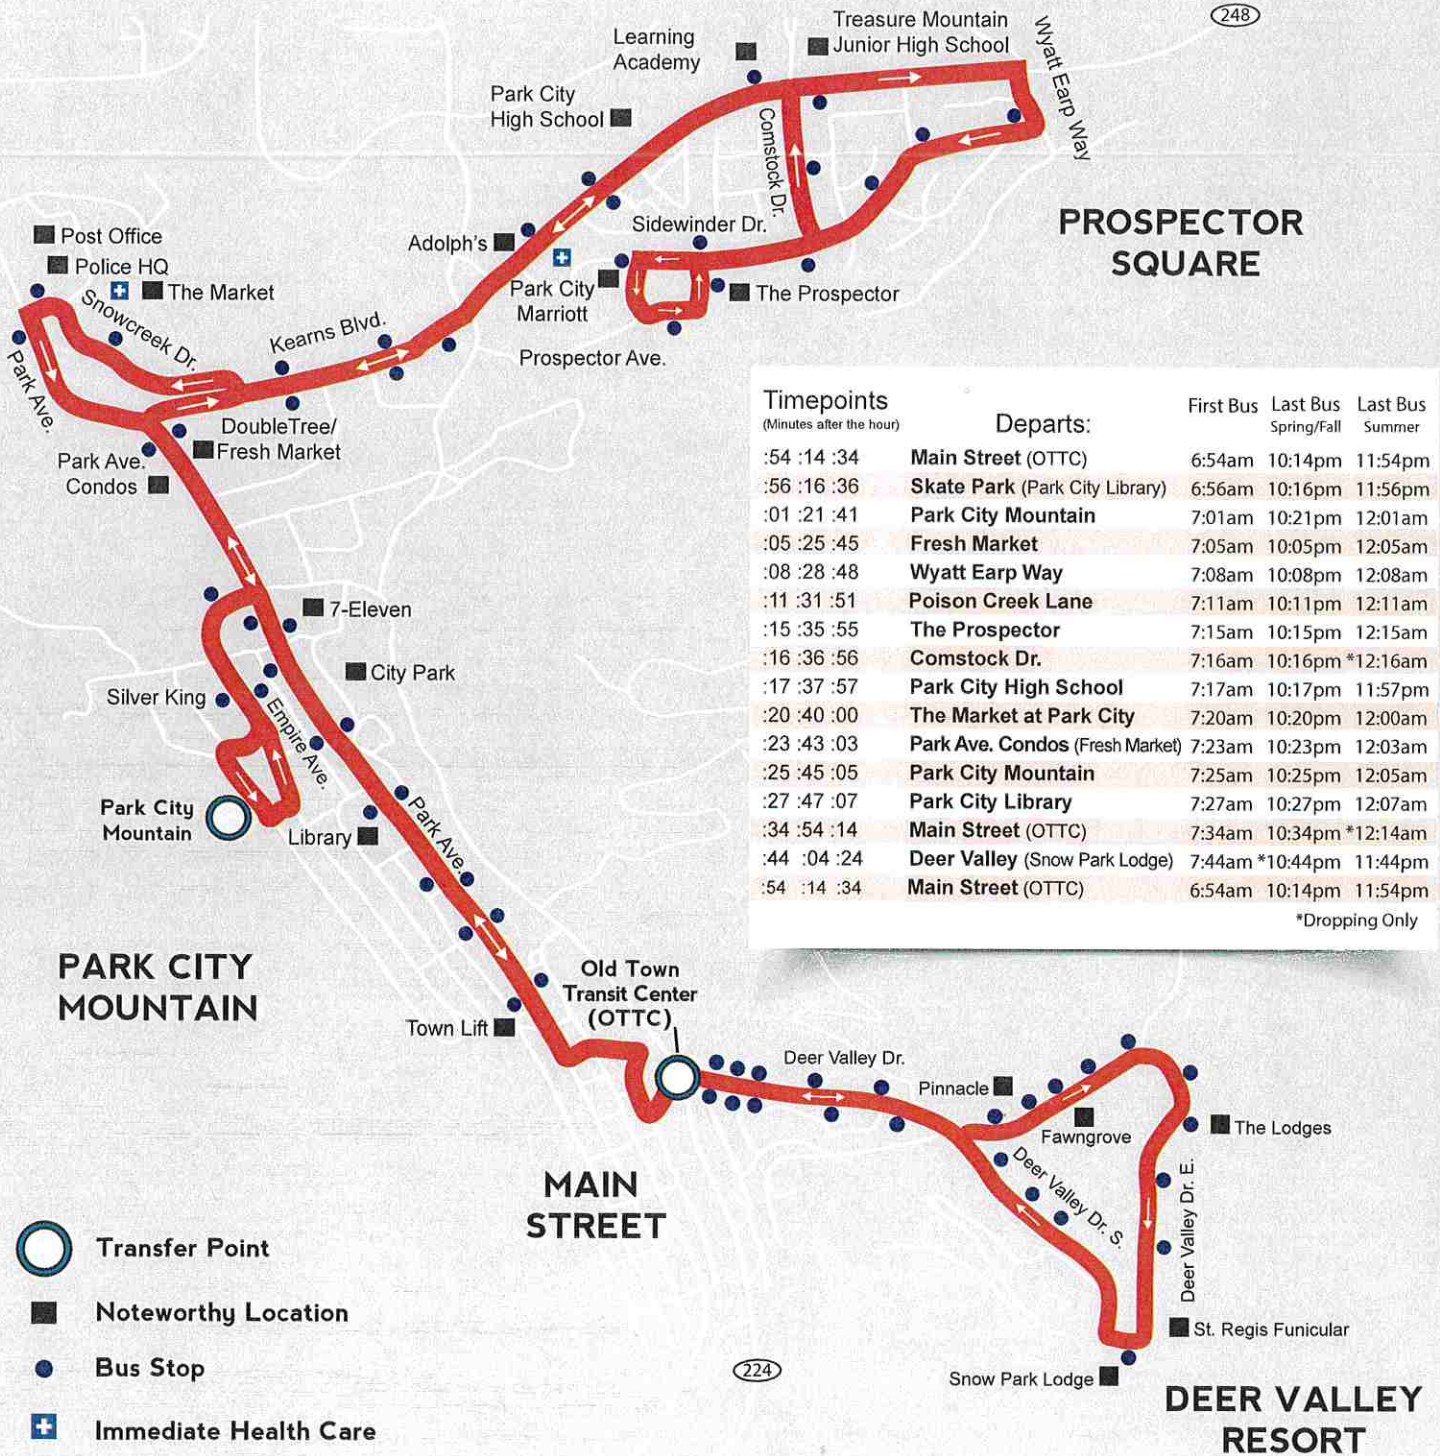 248
Treasure Mountain
Junior High School
Learning
Academy
Wyatt Earp Way
Park City
High School
Comstock Dr.
PROSPECTOR
SQUARE
Sidewinder Dr.
Adolph's
Post Office
Police HQ
The Market
Snowcreek Dr.
Park City
Marriott
The Prospector
Kearns Blvd.
Prospector Ave.
Park Ave.
DoubleTree/
Fresh Market
Park Ave.
Condos
Timepoints
(Minutes after the hour)
Departs:
First Bus
Last Bus
Spring/Fall
Last Bus
Summer
:54 :14 :34 Main Street (OTTC) 6:54am 10:14pm 11:54pm
:56 :16 :36 Skate Park (Park City Library) 6:56am 10:16pm 11:56pm
:01 :21 :41 Park City Mountain 7:01am 10:21pm 12:01am
:05 :25 :45 Fresh Market 7:05am 10:05pm 12:05am
:08 :28 :48 Wyatt Earp Way 7:08am 10:08pm 12:08am
:11 :31 :51 Poison Creek Lane 7:11am 10:11pm 12:11am
:15 :35 :55 The Prospector 7:15am 10:15pm 12:15am
:16 :36 :56 Comstock Dr. 7:16am 10:16pm *12:16am
:17 :37 :57 Park City High School 7:17am 10:17pm 11:57pm
:20 :40 :00 The Market at Park City 7:20am 10:20pm 12:00am
:23 :43 :03 Park Ave. Condos (Fresh Market) 7:23am 10:23pm 12:03am
:25 :45 :05 Park City Mountain 7:25am 10:25pm 12:05am
:27 :47 :07 Park City Library 7:27am 10:27pm 12:07am
:34 :54 :14 Main Street (OTTC) 7:34am 10:34pm *12:14am
:44 :04 :24 Deer Valley (Snow Park Lodge) 7:44am *10:44pm 11:44pm
:54 :14 :34 Main Street (OTTC) 6:54am 10:14pm 11:54pm
*Dropping Only
7-Eleven
City Park
Silver King
Empire Ave.
Park City
Mountain
Library
Park Ave.
PARK CITY
MOUNTAIN
Old Town
Transit Center
(OTTC)
Town Lift
Deer Valley Dr.
Pinnacle
Fawngrove
The Lodges
Deer Valley Dr. S.
Deer Valley Dr. E.
MAIN
STREET
St. Regis Funicular
Snow Park Lodge
224
DEER VALLEY
RESORT
Transfer Point
Noteworthy Location
Bus Stop
Immediate Health Care